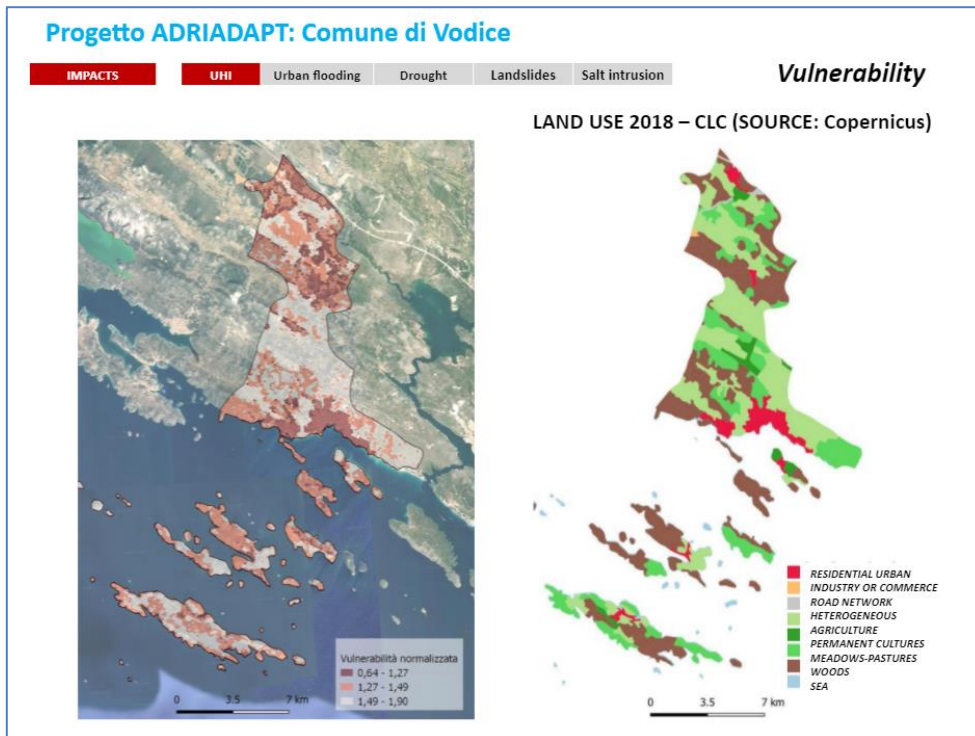 Progetto ADRIADAPT: Comune di Vodice
IMPACTS UHI Urban flooding Drought Landslides Salt intrusion
Vulnerability
LAND USE 2018 – CLC (SOURCE: Copernicus)
Vulnerabilità normalizzata
0,64 - 1,27
1,27 - 1,49
1,49 - 1,90
0 3.5 7 km
RESIDENTIAL URBAN
INDUSTRY OR COMMERCE
ROAD NETWORK
HETEROGENEOUS
AGRICULTURE
PERMANENT CULTURES
MEADOWS-PASTURES
WOODS
SEA
0 3.5 7 km